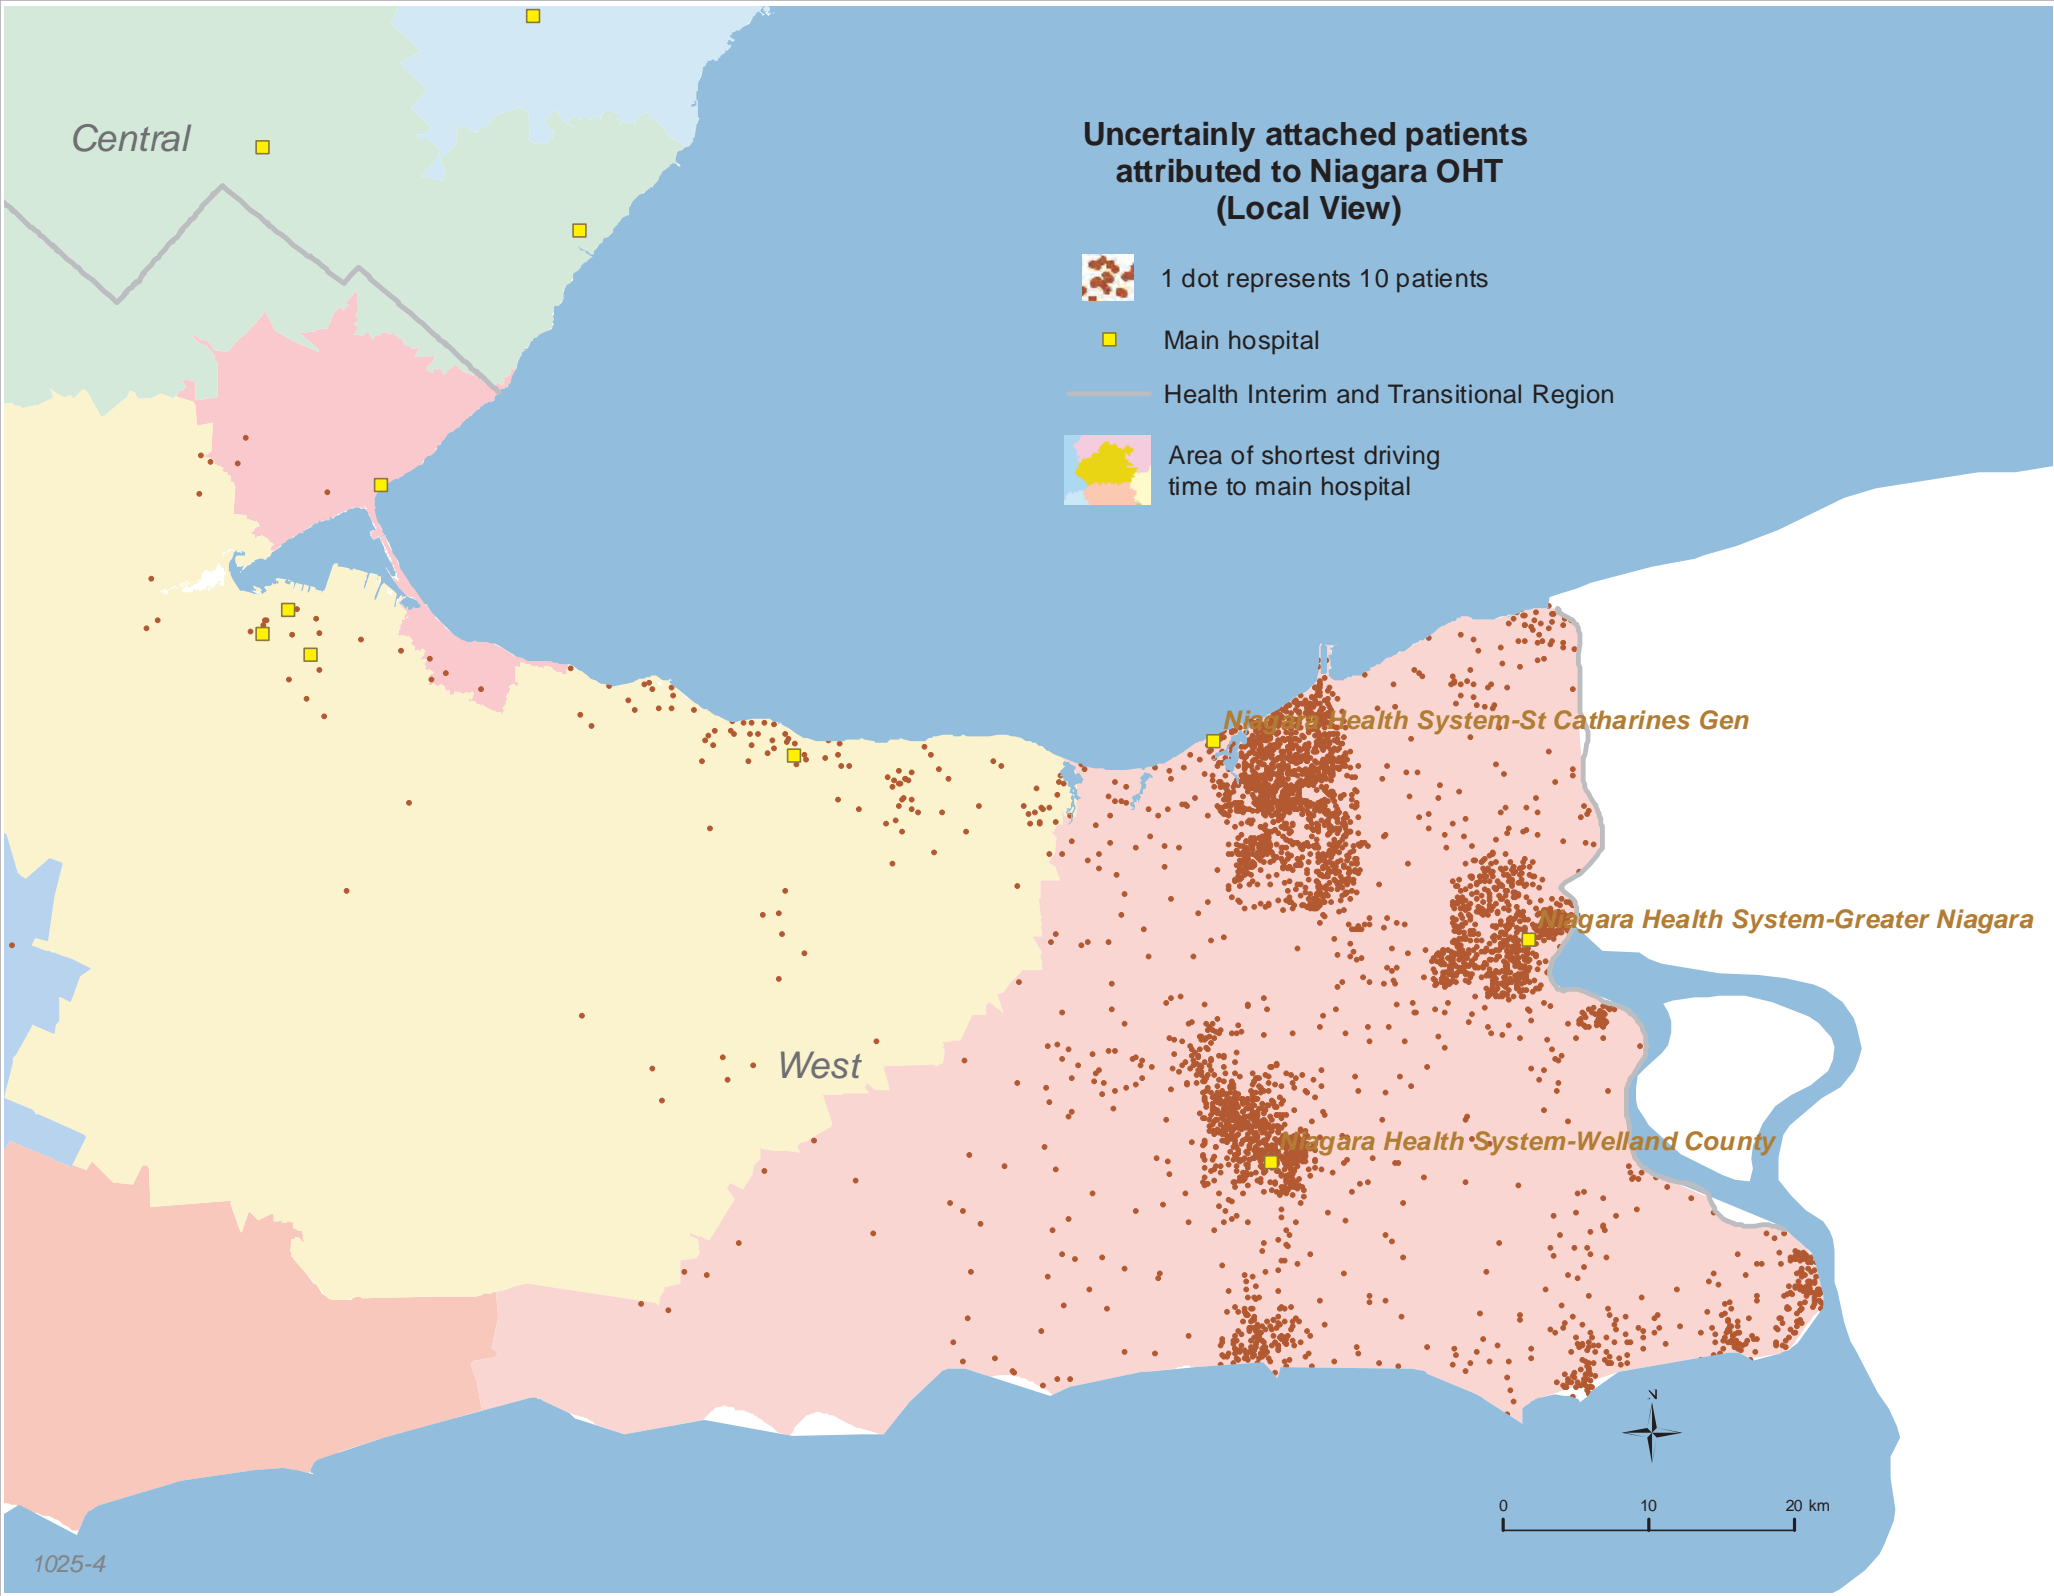 Central
Uncertainly attached patients
attributed to Niagara OHT
(Local View)
1 dot represents 10 patients
Main hospital
Health Interim and Transitional Region
Area of shortest driving
time to main hospital
Niagara Health System-St Catharines Gen
Niagara Health System-Greater Niagara
West
Niagara Health System-Welland County
N
0 10 20 km
1025-4